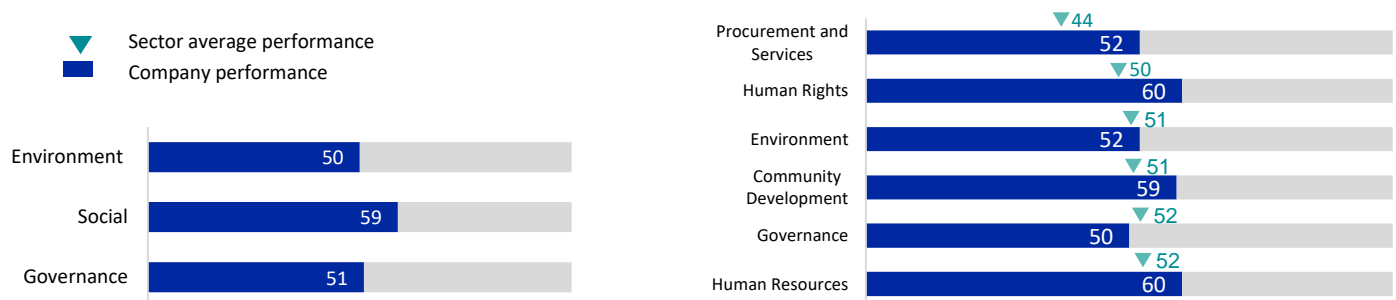 Sector average performance
Company performance
Environment 50
Social 59
Governance 51
44
Procurement and
Services
52
50
Human Rights 60
51
Environment 52
51
Community
Development
59
52
Governance 50
52
Human Resources 60